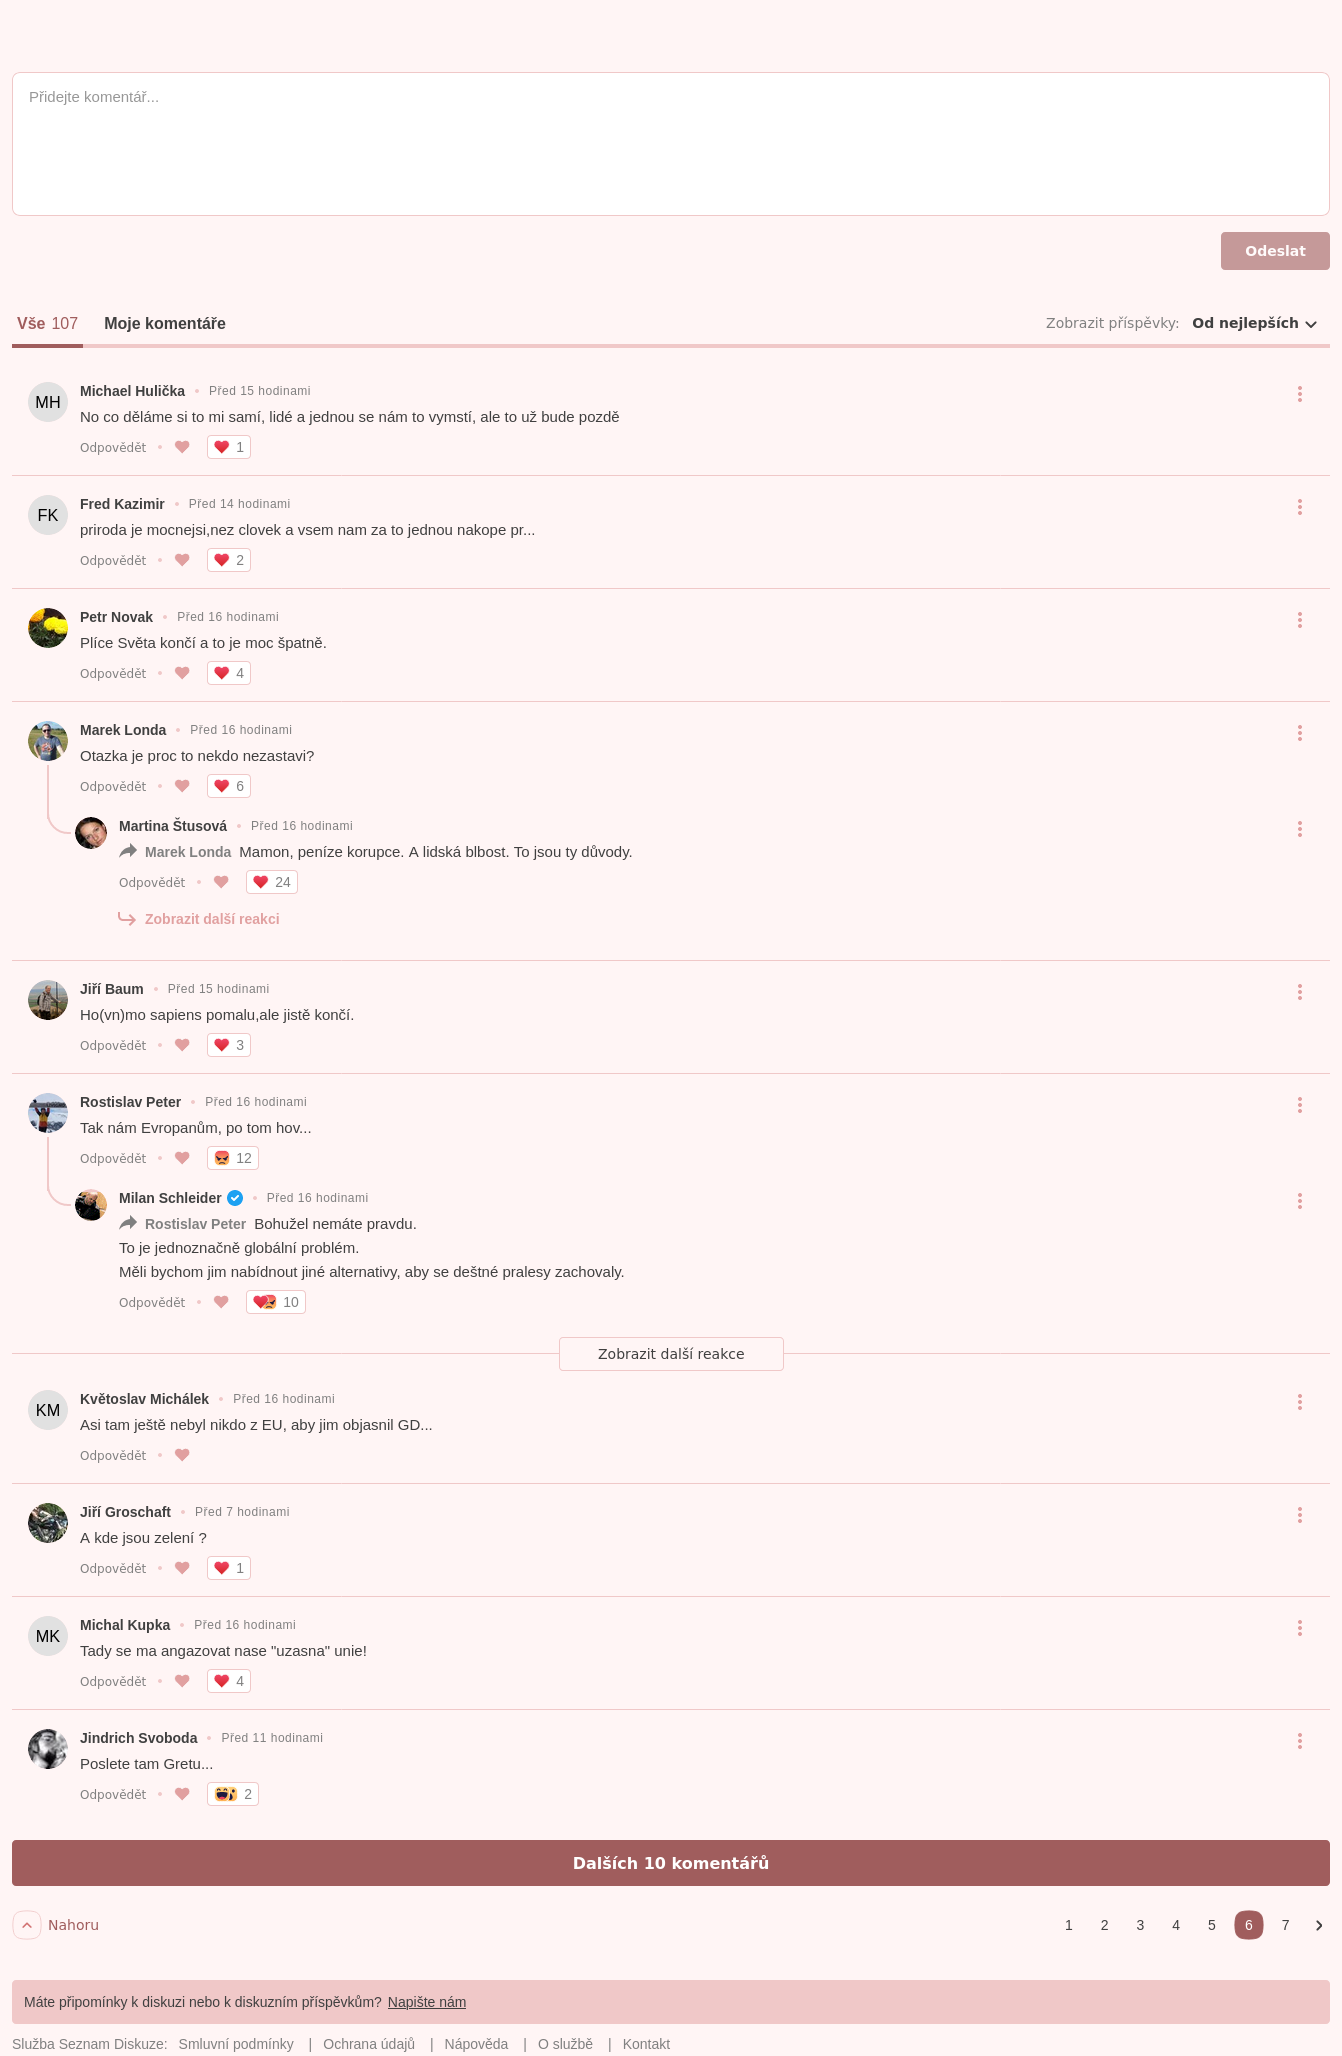 Přidejte komentář...
Odeslat
Vše 107 Moje komentáře Zobrazit příspěvky: Od nejlepších
MH Michael Hulička • Před 15 hodinami
No co děláme si to mi samí, lidé a jednou se nám to vymstí, ale to už bude pozdě
Odpovědět • 1
FK Fred Kazimir • Před 14 hodinami
priroda je mocnejsi,nez clovek a vsem nam za to jednou nakope pr...
Odpovědět • 2
Petr Novak • Před 16 hodinami
Plíce Světa končí a to je moc špatně.
Odpovědět • 4
Marek Londa • Před 16 hodinami
Otazka je proc to nekdo nezastavi?
Odpovědět • 6
Martina Štusová • Před 16 hodinami
Marek Londa Mamon, peníze korupce. A lidská blbost. To jsou ty důvody.
Odpovědět • 24
Zobrazit další reakci
Jiří Baum • Před 15 hodinami
Ho(vn)mo sapiens pomalu,ale jistě končí.
Odpovědět • 3
Rostislav Peter • Před 16 hodinami
Tak nám Evropanům, po tom hov...
Odpovědět • 12
Milan Schleider • Před 16 hodinami
Rostislav Peter Bohužel nemáte pravdu.
To je jednoznačně globální problém.
Měli bychom jim nabídnout jiné alternativy, aby se deštné pralesy zachovaly.
Odpovědět • 10
Zobrazit další reakce
KM Květoslav Michálek • Před 16 hodinami
Asi tam ještě nebyl nikdo z EU, aby jim objasnil GD...
Odpovědět •
Jiří Groschaft • Před 7 hodinami
A kde jsou zelení ?
Odpovědět • 1
MK Michal Kupka • Před 16 hodinami
Tady se ma angazovat nase "uzasna" unie!
Odpovědět • 4
Jindrich Svoboda • Před 11 hodinami
Poslete tam Gretu...
Odpovědět • 2
Dalších 10 komentářů
Nahoru 1 2 3 4 5 6 7
Máte připomínky k diskuzi nebo k diskuzním příspěvkům? Napište nám
Služba Seznam Diskuze: Smluvní podmínky | Ochrana údajů | Nápověda | O službě | Kontakt